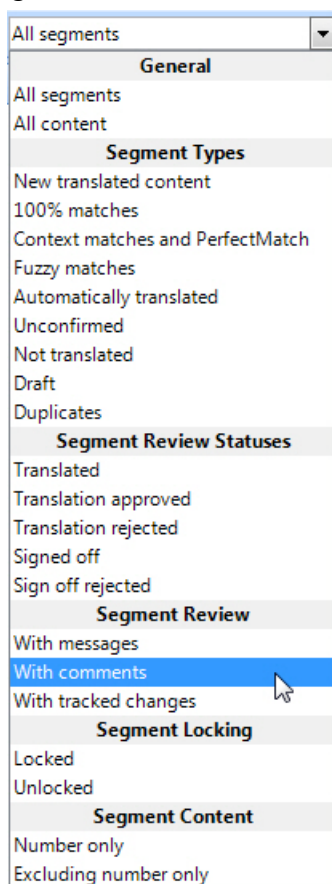 All segments
General
All segments
All content
Segment Types
New translated content
100% matches
Context matches and PerfectMatch
Fuzzy matches
Automatically translated
Unconfirmed
Not translated
Draft
Duplicates
Segment Review Statuses
Translated
Translation approved
Translation rejected
Signed off
Sign off rejected
Segment Review
With messages
With comments
With tracked changes
Segment Locking
Locked
Unlocked
Segment Content
Number only
Excluding number only